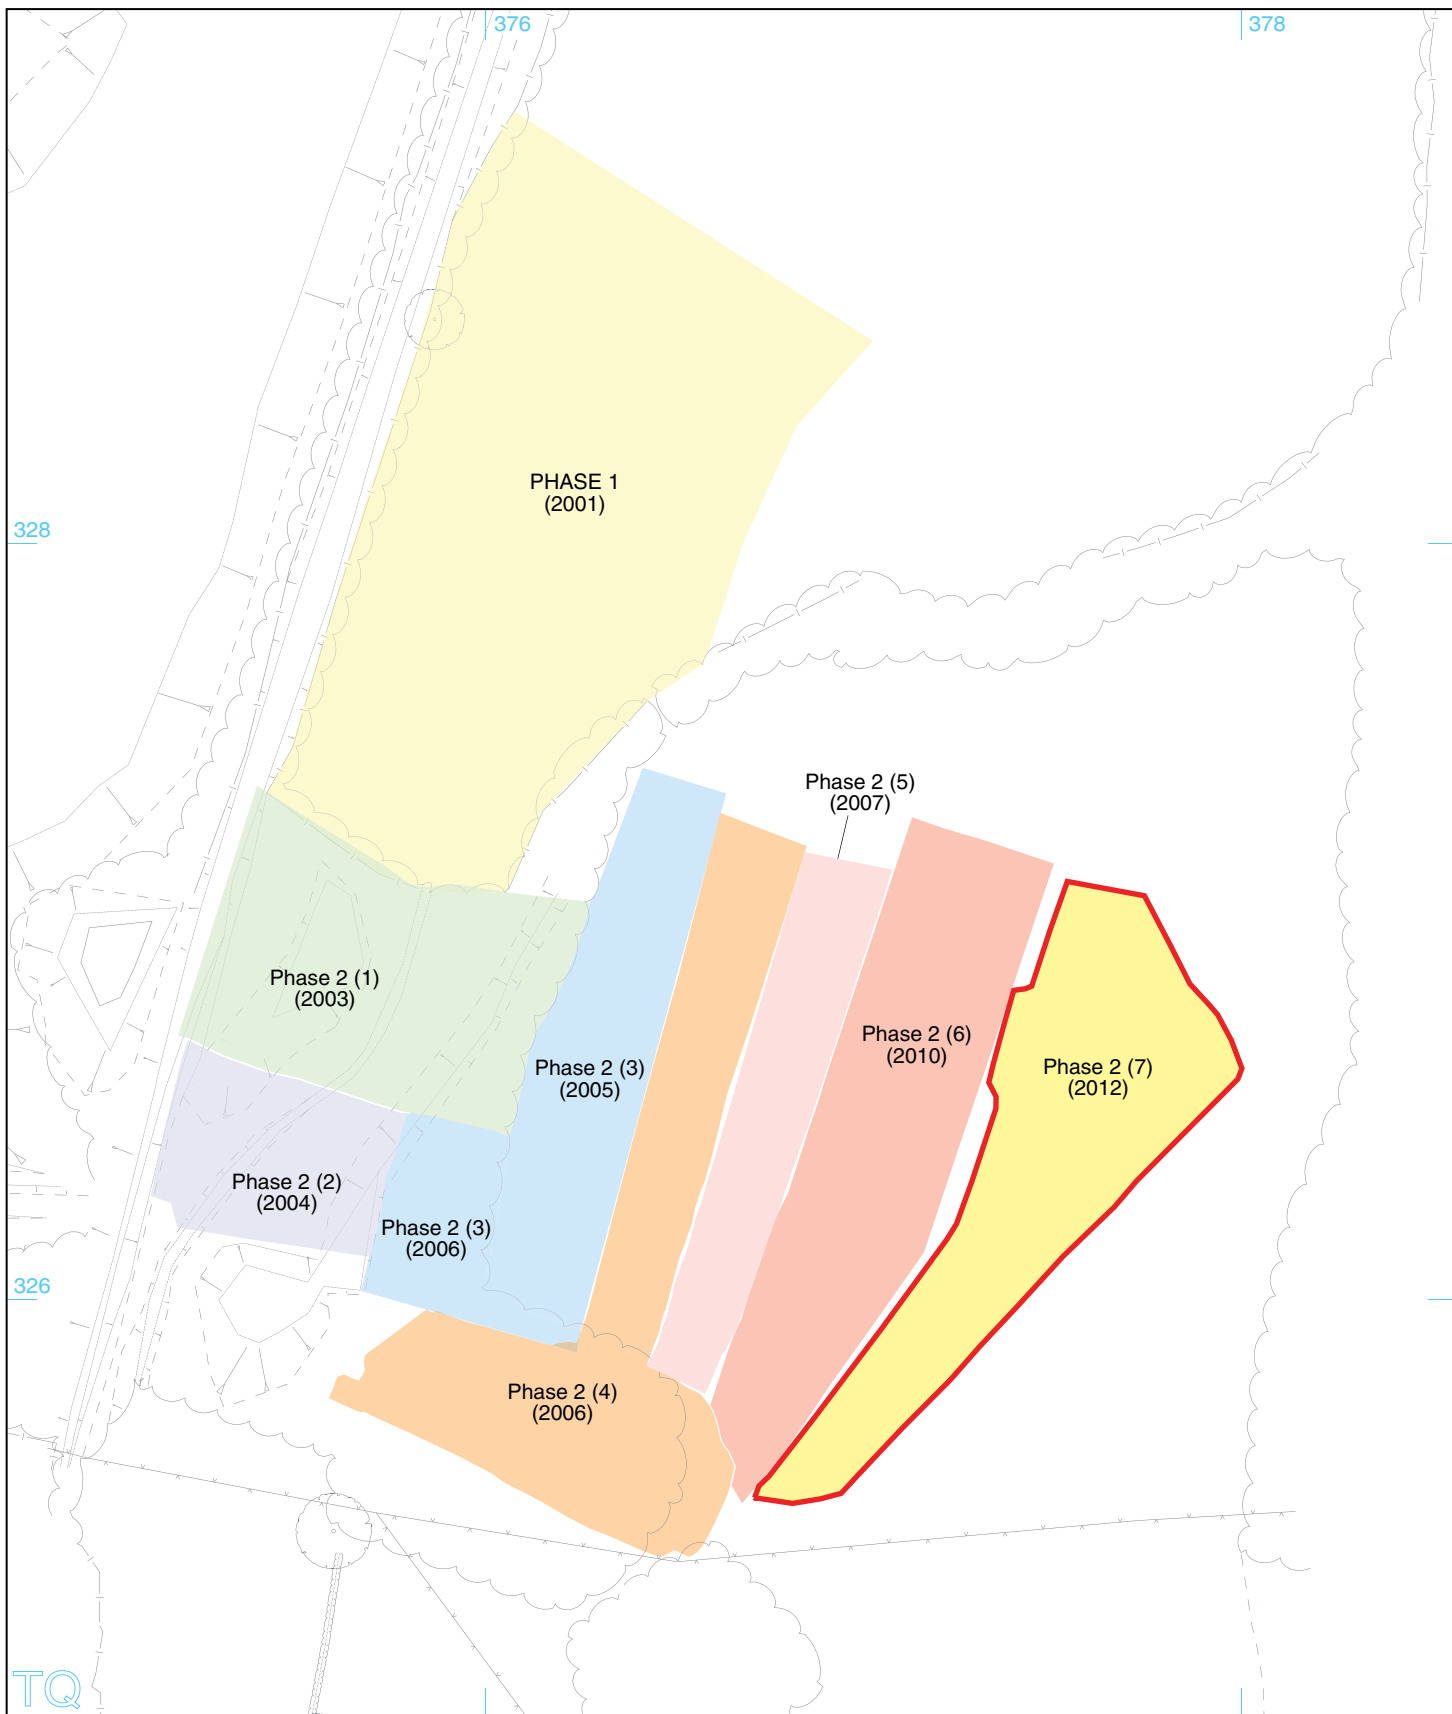 376
378
PHASE 1
(2001)
328
Phase 2 (5)
(2007)
Phase 2 (1)
(2003)
Phase 2 (6)
(2010)
Phase 2 (3)
(2005)
Phase 2 (7)
(2012)
Phase 2 (2)
(2004)
Phase 2 (3)
(2006)
326
Phase 2 (4)
(2006)
TQ